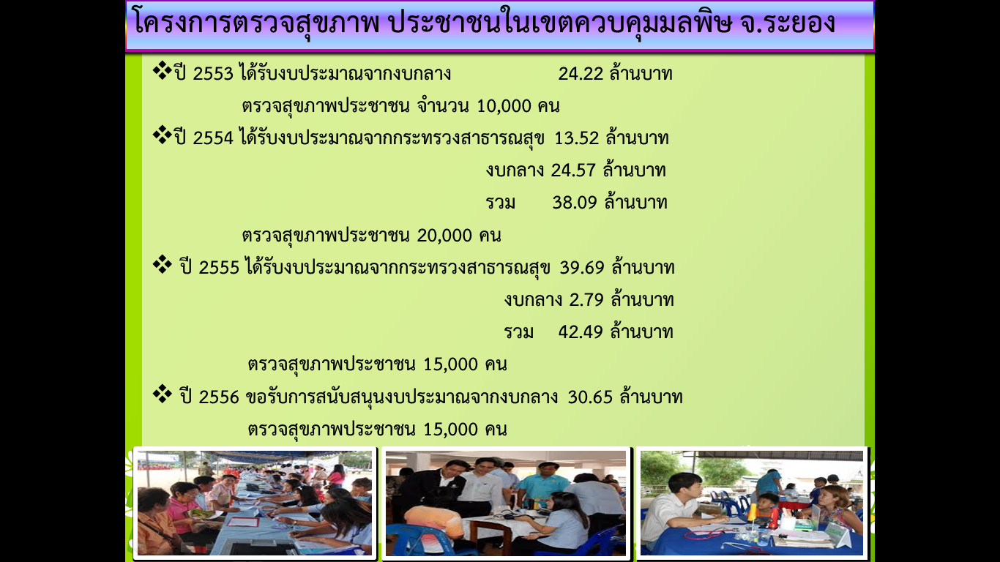 โครงการตรวจสุขภาพ ประชาชนในเขตควบคุมมลพิษ จ.ระยอง
❖ปี 2553 ได้รับงบประมาณจากงบกลาง 24.22 ล้านบาท
ตรวจสุขภาพประชาชน จำนวน 10,000 คน
❖ปี 2554 ได้รับงบประมาณจากกระทรวงสาธารณสุข 13.52 ล้านบาท
งบกลาง 24.57 ล้านบาท
รวม 38.09 ล้านบาท
ตรวจสุขภาพประชาชน 20,000 คน
❖ ปี 2555 ได้รับงบประมาณจากกระทรวงสาธารณสุข 39.69 ล้านบาท
งบกลาง 2.79 ล้านบาท
รวม 42.49 ล้านบาท
ตรวจสุขภาพประชาชน 15,000 คน
❖ ปี 2556 ขอรับการสนับสนุนงบประมาณจากงบกลาง 30.65 ล้านบาท
ตรวจสุขภาพประชาชน 15,000 คน